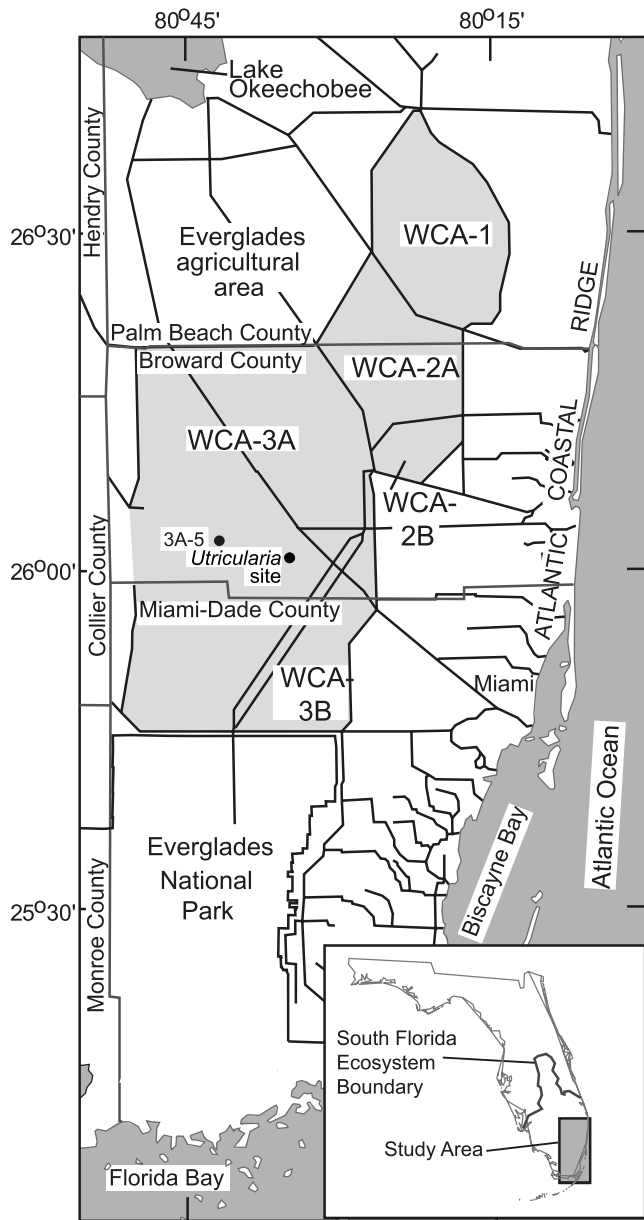 80°45'
80°15'
Lake
Okeechobee
Hendry County
26°30'
WCA-1
Everglades
agricultural
area
RIDGE
Palm Beach County
Broward County
WCA-2A
WCA-3A
COASTAL
WCA-
2B
3A-5
Utricularia
site
26°00'
ATLANTIC
Collier County
Miami-Dade County
WCA-
3B
Miami
Atlantic Ocean
Everglades
National
Park
Biscayne Bay
25°30'
Monroe County
South Florida
Ecosystem
Boundary
Study Area
Florida Bay